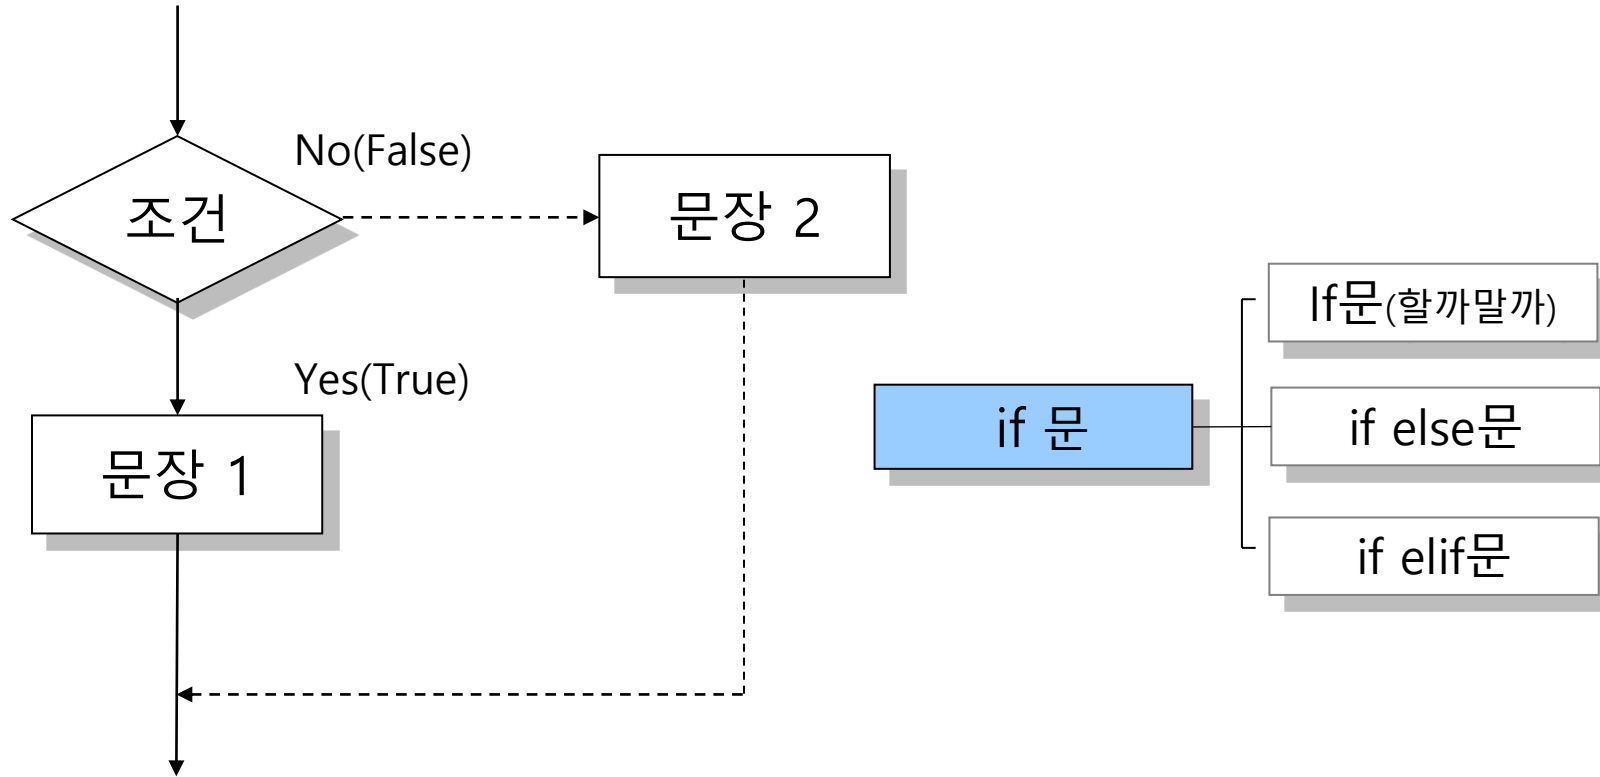 No(False)
조건
문장 2
Yes(True)
문장 1
If문(할까말까)
if 문
if else문
if elif문